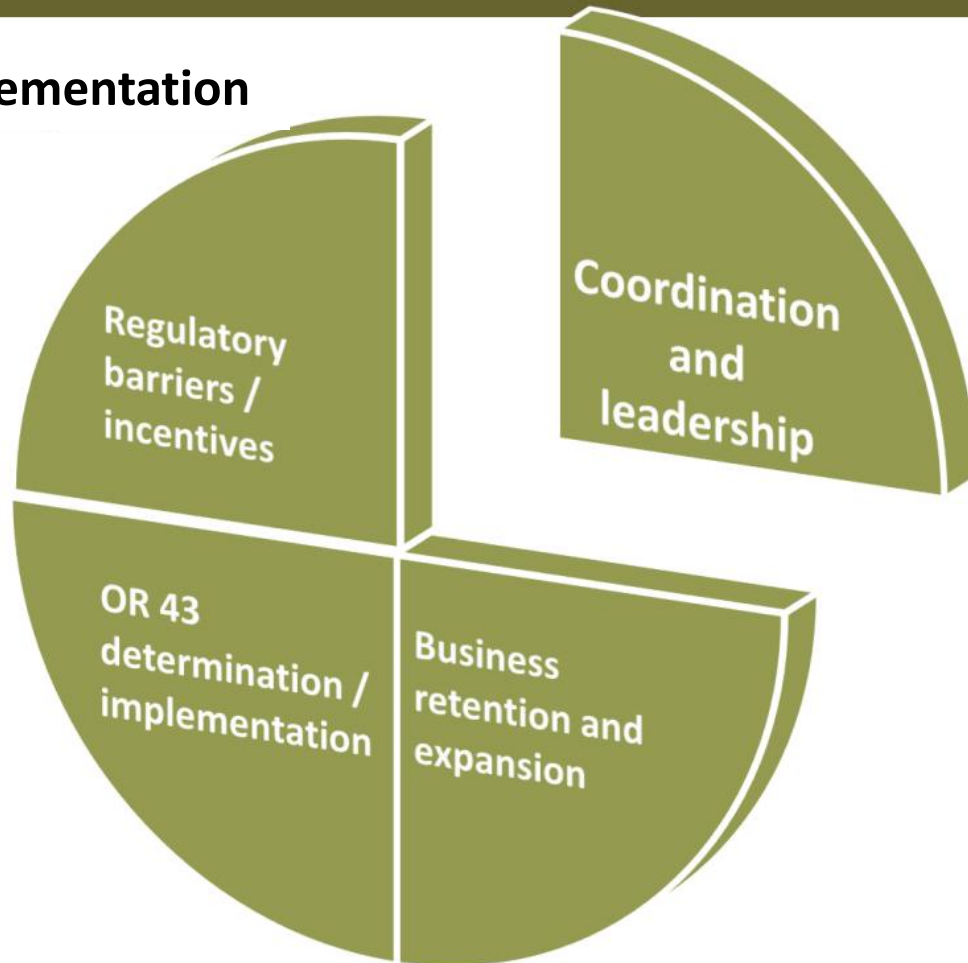 ementation
Coordination
and
leadership
Regulatory
barriers /
incentives
OR 43
determination /
implementation
Business
retention and
expansion